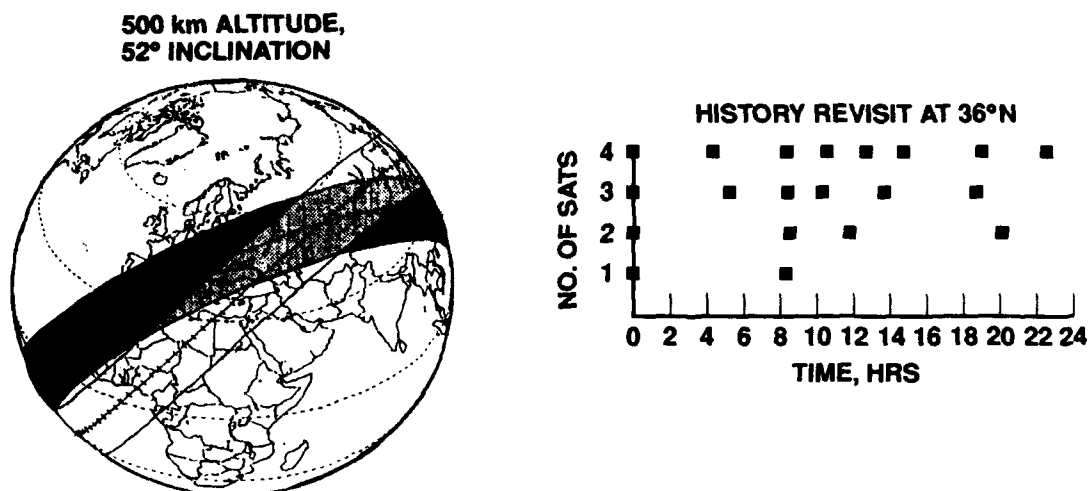 500 km ALTITUDE,
52° INCLINATION
HISTORY REVISIT AT 36°N
NO. OF SATS
4
3
2
1
0 2 4 6 8 10 12 14 16 18 20 22 24
TIME, HRS